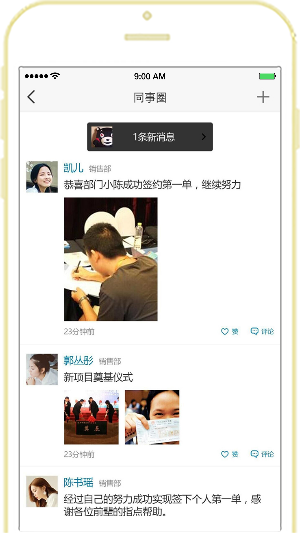 9:00 AM
同事圈
1条新消息
凯儿 销售部
恭喜部门小陈成功签约第一单，继续努力
23分钟前 赞 评论
郭丛彤 销售部
新项目奠基仪式
23分钟前 赞 评论
陈书瑶 销售部
经过自己的努力成功实现签下个人第一单，感
谢各位前辈的指点帮助。